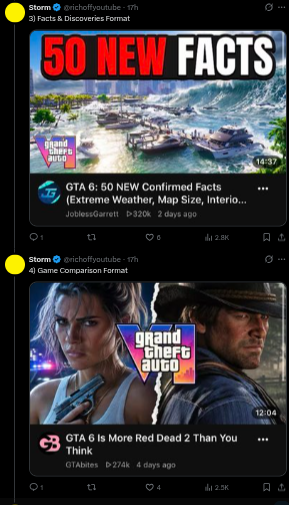 Storm @richoffyoutube · 17h
3) Facts & Discoveries Format
50 NEW FACTS
grand
theft
auto
14:37
GTA 6: 50 NEW Confirmed Facts
(Extreme Weather, Map Size, Interio...
JoblessGarrett ▷320k 2 days ago
1 6 2.8K
Storm @richoffyoutube · 17h
4) Game Comparison Format
grand
theft
auto
VI
12:04
GB
GTA 6 Is More Red Dead 2 Than You
Think
GTAbites ▷274k 4 days ago
1 4 2.5K